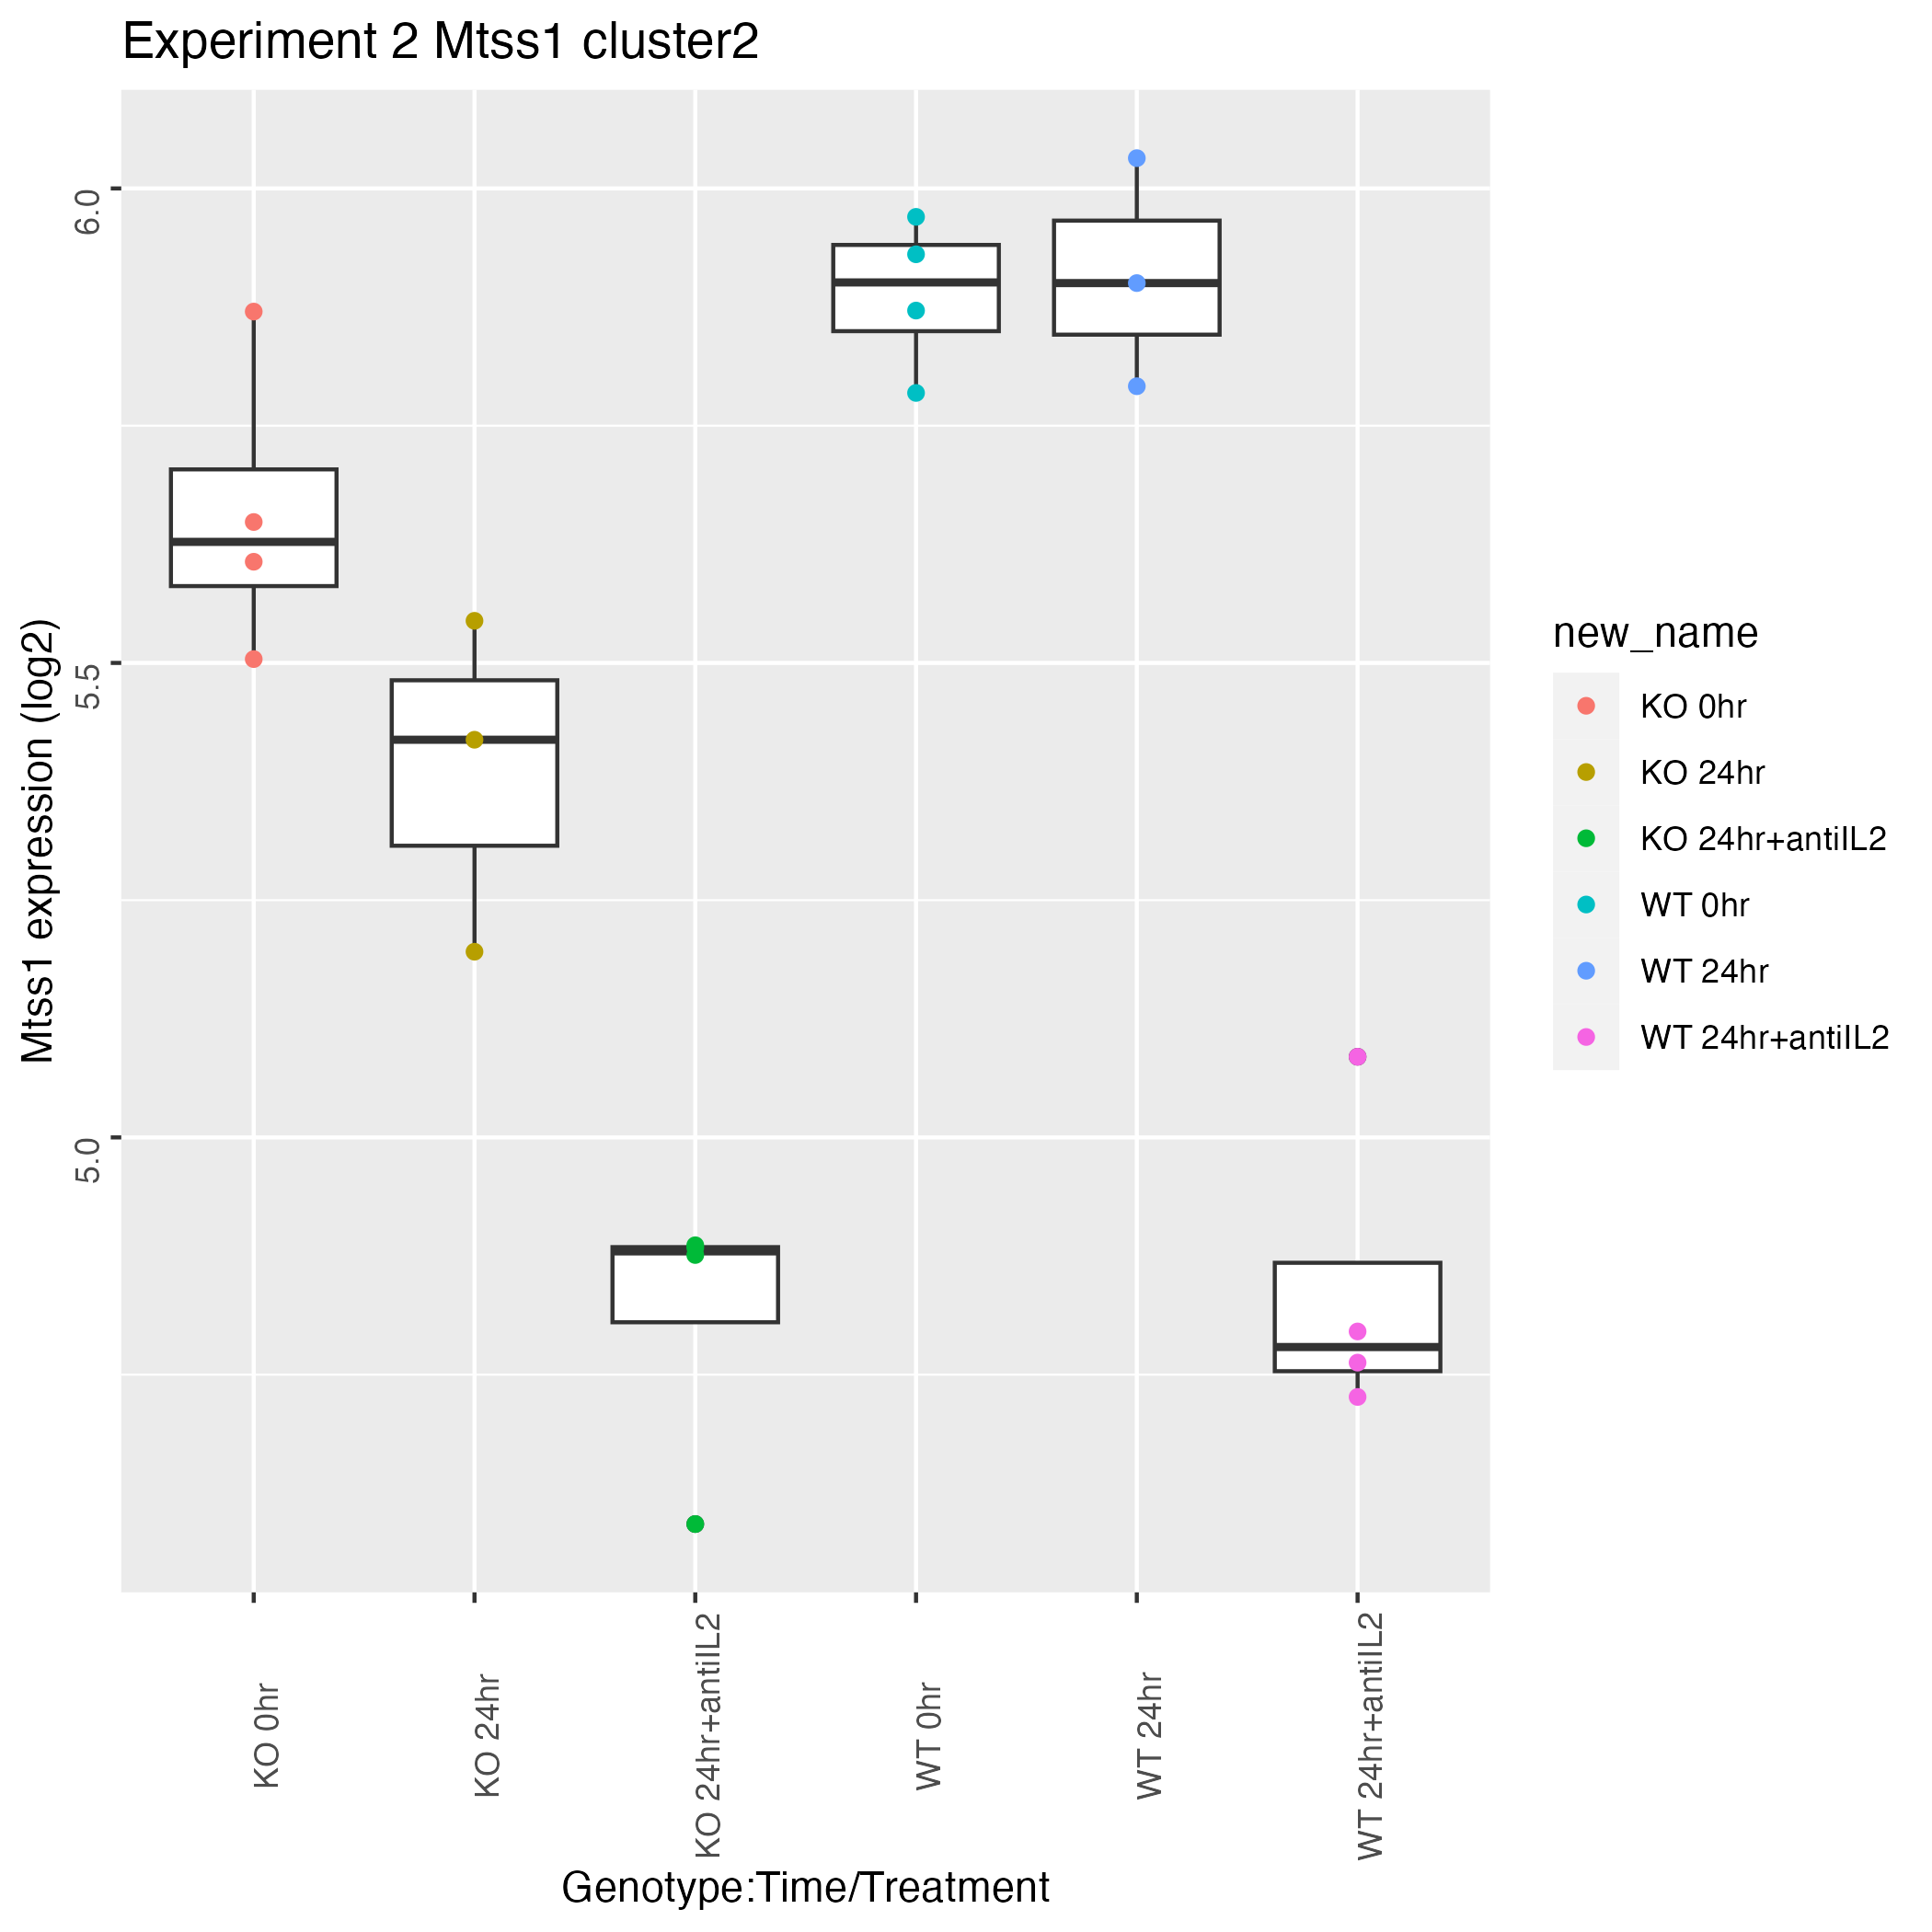 Experiment 2 Mtss1 cluster2
Mtss1 expression (log2)
6.0
5.5
5.0
KO 0hr
KO 24hr
KO 24hr+antiIL2
WT 0hr
WT 24hr
WT 24hr+antiIL2
Genotype:Time/Treatment
new_name
KO 0hr
KO 24hr
KO 24hr+antiIL2
WT 0hr
WT 24hr
WT 24hr+antiIL2